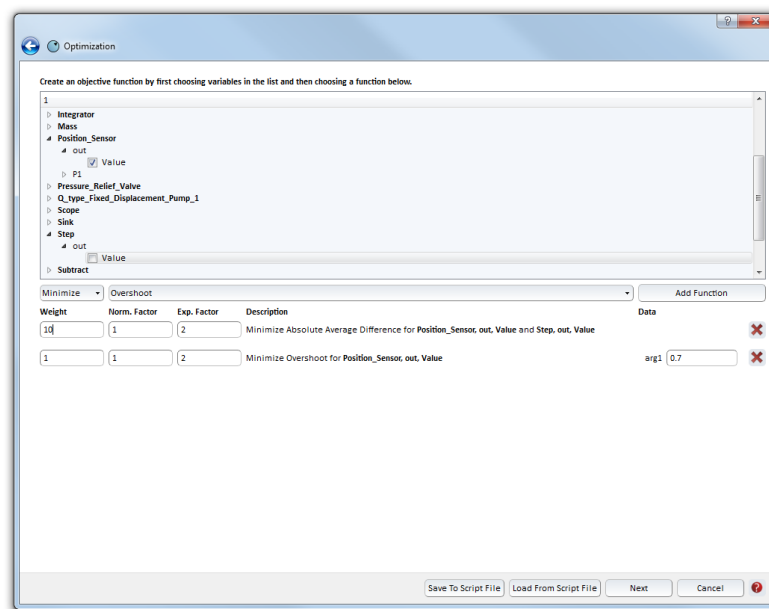 Optimization
Create an objective function by first choosing variables in the list and then choosing a function below.
1
Integrator
Mass
Position_Sensor
out
Value
P1
Pressure_Relief_Valve
Q_type_Fixed_Displacement_Pump_1
Scope
Sink
Step
out
Value
Subtract
Minimize Overshoot Add Function
Weight Norm. Factor Exp. Factor Description Data
10 1 2 Minimize Absolute Average Difference for Position_Sensor, out, Value and Step, out, Value
1 1 2 Minimize Overshoot for Position_Sensor, out, Value arg1 0.7
Save To Script File Load From Script File Next Cancel ?